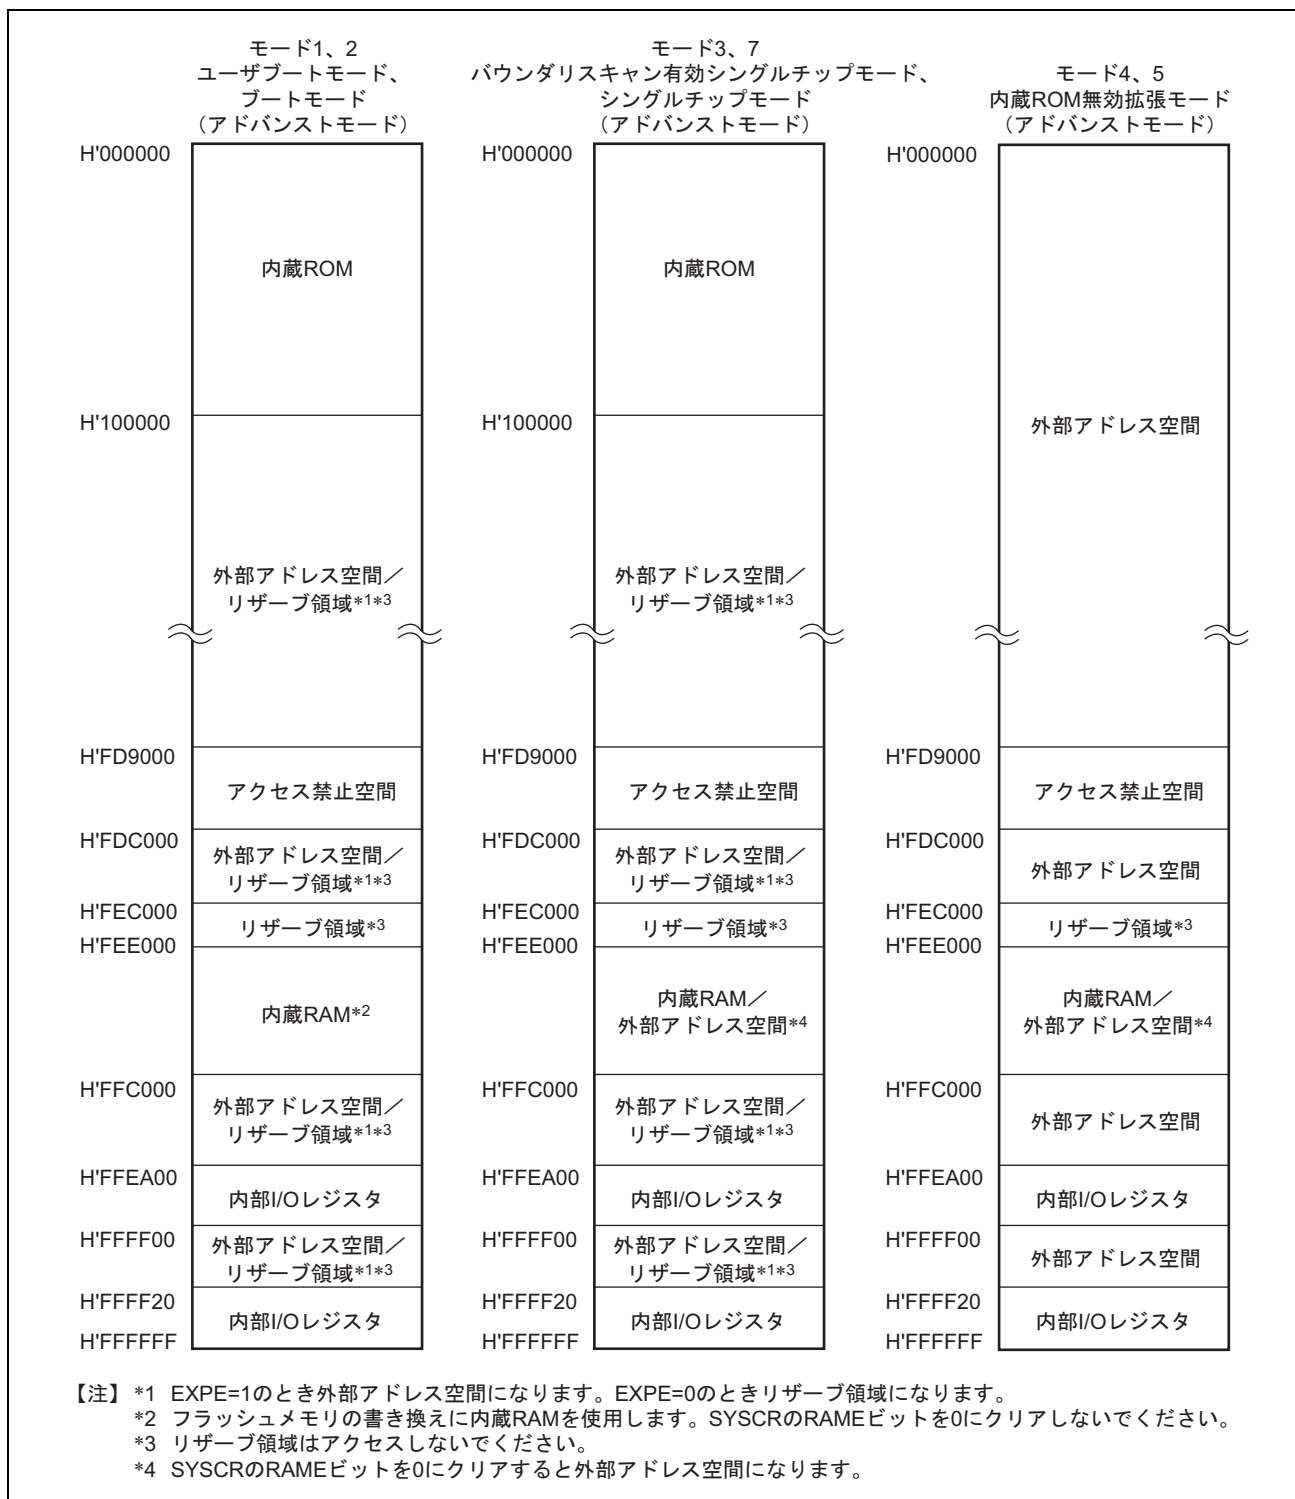 モード1、2
ユーザブートモード、
ブートモード
（アドバンストモード）
H'000000
内蔵ROM
H'100000
外部アドレス空間／
リザーブ領域*1*3
H'FD9000
アクセス禁止空間
H'FDC000
外部アドレス空間／
リザーブ領域*1*3
H'FEC000
リザーブ領域*3
H'FEE000
内蔵RAM*2
H'FFC000
外部アドレス空間／
リザーブ領域*1*3
H'FFEA00
内部I/Oレジスタ
H'FFFF00
外部アドレス空間／
リザーブ領域*1*3
H'FFFF20
内部I/Oレジスタ
H'FFFFFF
モード3、7
バウンダリスキャン有効シングルチップモード、
シングルチップモード
（アドバンストモード）
H'000000
内蔵ROM
H'100000
外部アドレス空間／
リザーブ領域*1*3
H'FD9000
アクセス禁止空間
H'FDC000
外部アドレス空間／
リザーブ領域*1*3
H'FEC000
リザーブ領域*3
H'FEE000
内蔵RAM／
外部アドレス空間*4
H'FFC000
外部アドレス空間／
リザーブ領域*1*3
H'FFEA00
内部I/Oレジスタ
H'FFFF00
外部アドレス空間／
リザーブ領域*1*3
H'FFFF20
内部I/Oレジスタ
H'FFFFFF
モード4、5
内蔵ROM無効拡張モード
（アドバンストモード）
H'000000
外部アドレス空間
H'FD9000
アクセス禁止空間
H'FDC000
外部アドレス空間
H'FEC000
リザーブ領域*3
H'FEE000
内蔵RAM／
外部アドレス空間*4
H'FFC000
外部アドレス空間
H'FFEA00
内部I/Oレジスタ
H'FFFF00
外部アドレス空間
H'FFFF20
内部I/Oレジスタ
H'FFFFFF
【注】 *1 EXPE=1のとき外部アドレス空間になります。EXPE=0のときリザーブ領域になります。
*2 フラッシュメモリの書き換えに内蔵RAMを使用します。SYSCRのRAMEビットを0にクリアしないでください。
*3 リザーブ領域はアクセスしないでください。
*4 SYSCRのRAMEビットを0にクリアすると外部アドレス空間になります。